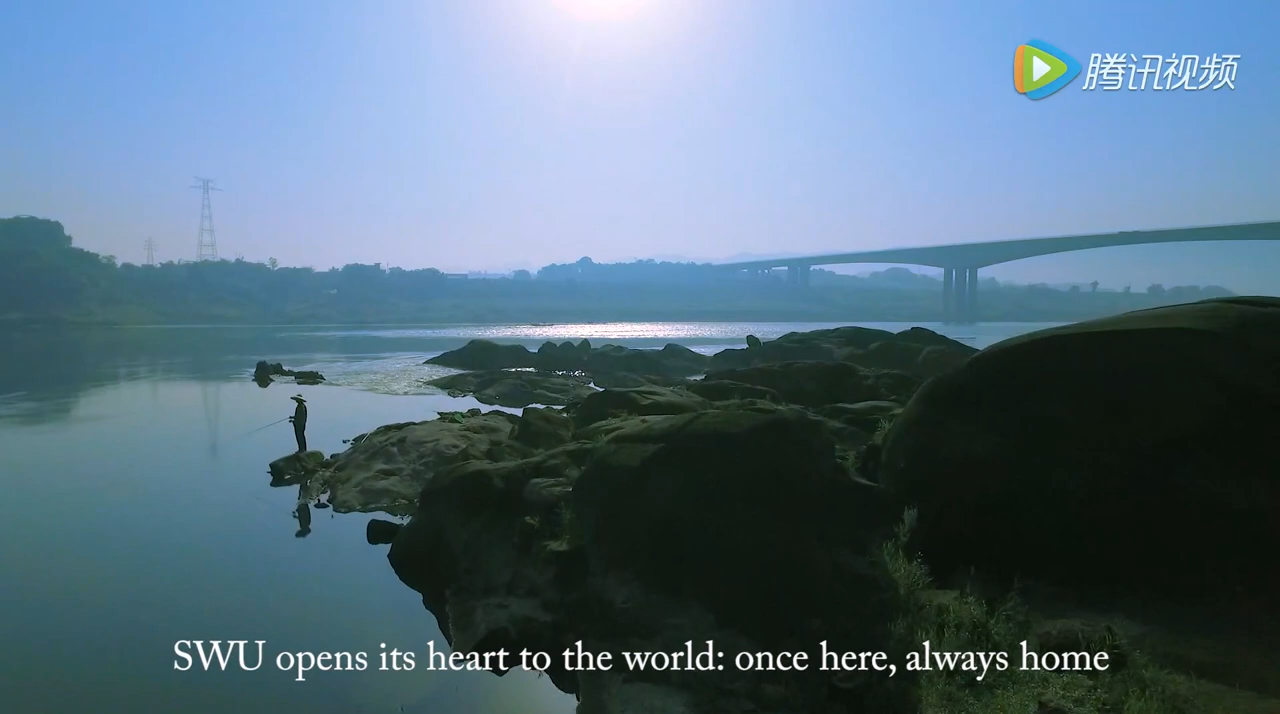 腾讯视频
SWU opens its heart to the world: once here, always home